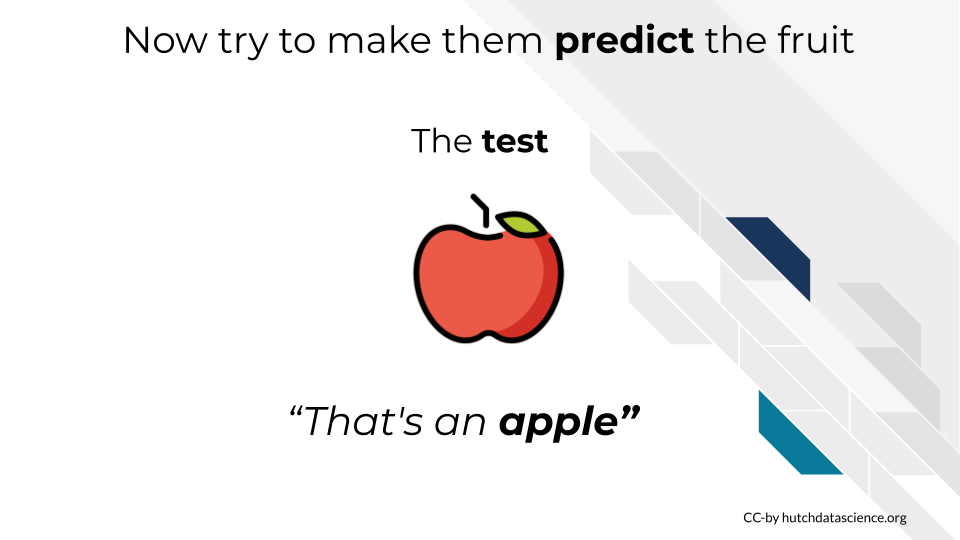 Now try to make them predict the fruit
The test
“That's an apple”
CC-by hutchdatascience.org